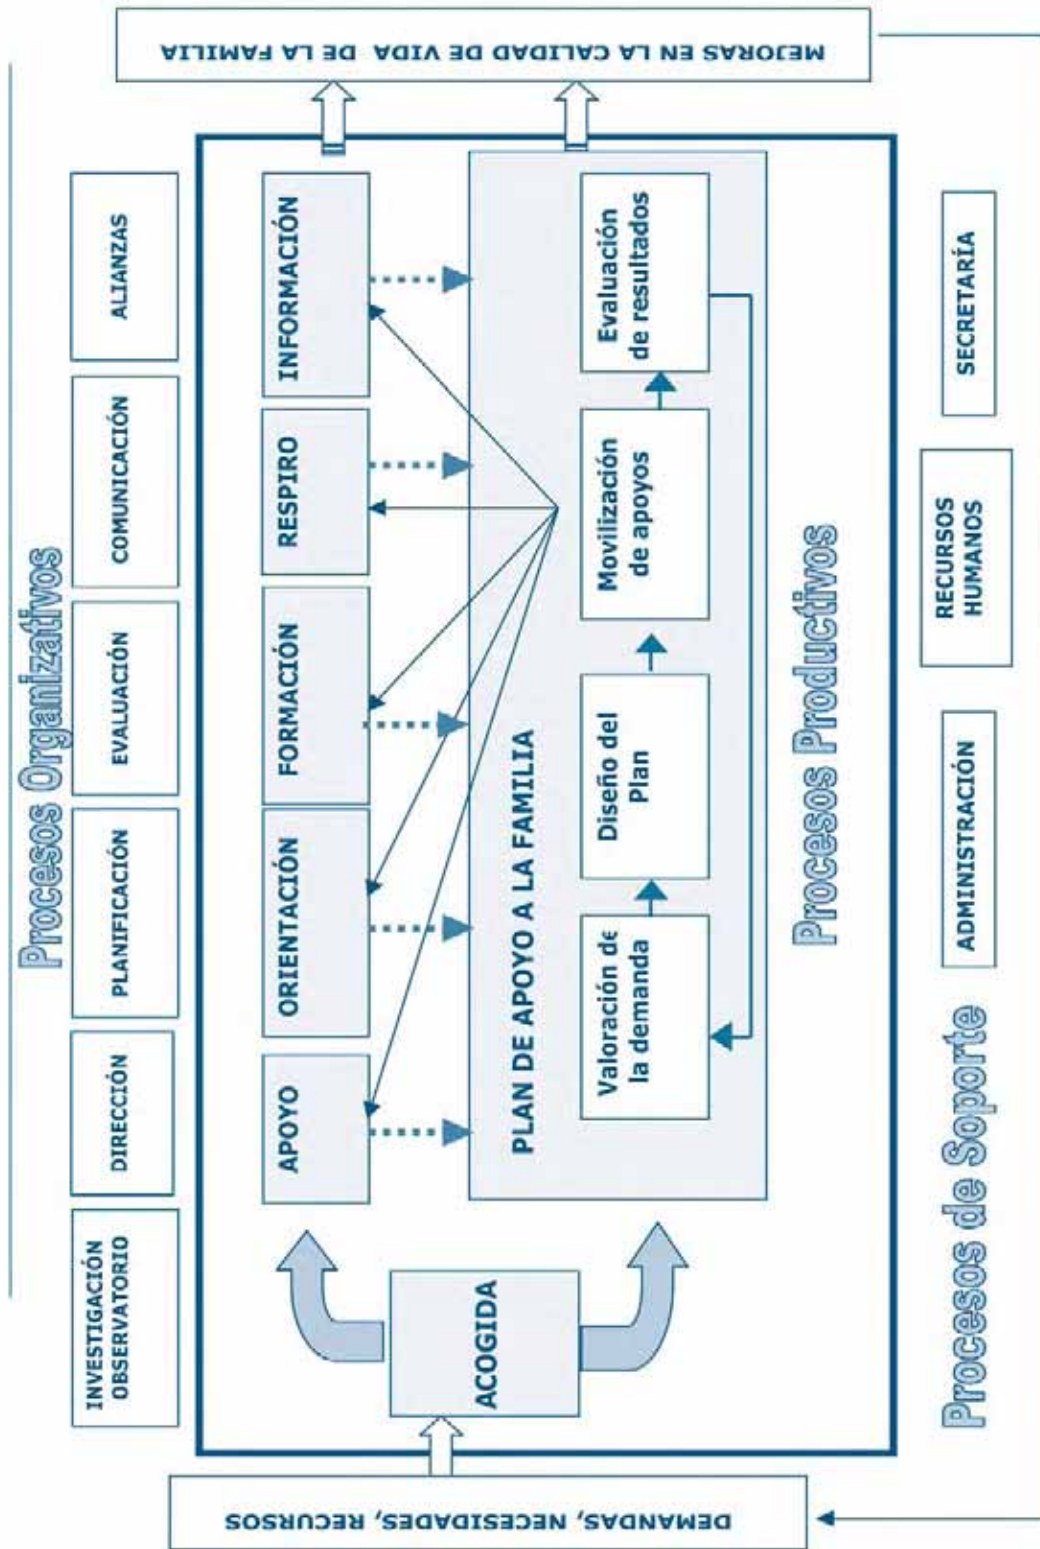 Procesos Organizativos
INVESTIGACIÓN
OBSERVATORIO
DIRECCIÓN
PLANIFICACIÓN
EVALUACIÓN
COMUNICACIÓN
ALIANZAS
DEMANDAS, NECESIDADES, RECURSOS
ACOGIDA
APOYO
ORIENTACIÓN
FORMACIÓN
RESPIRO
INFORMACIÓN
PLAN DE APOYO A LA FAMILIA
Valoración de
la demanda
Diseño del
Plan
Movilización
de apoyos
Evaluación
de resultados
Procesos Productivos
MEJORAS EN LA CALIDAD DE VIDA DE LA FAMILIA
Procesos de Soporte
ADMINISTRACIÓN
RECURSOS
HUMANOS
SECRETARÍA